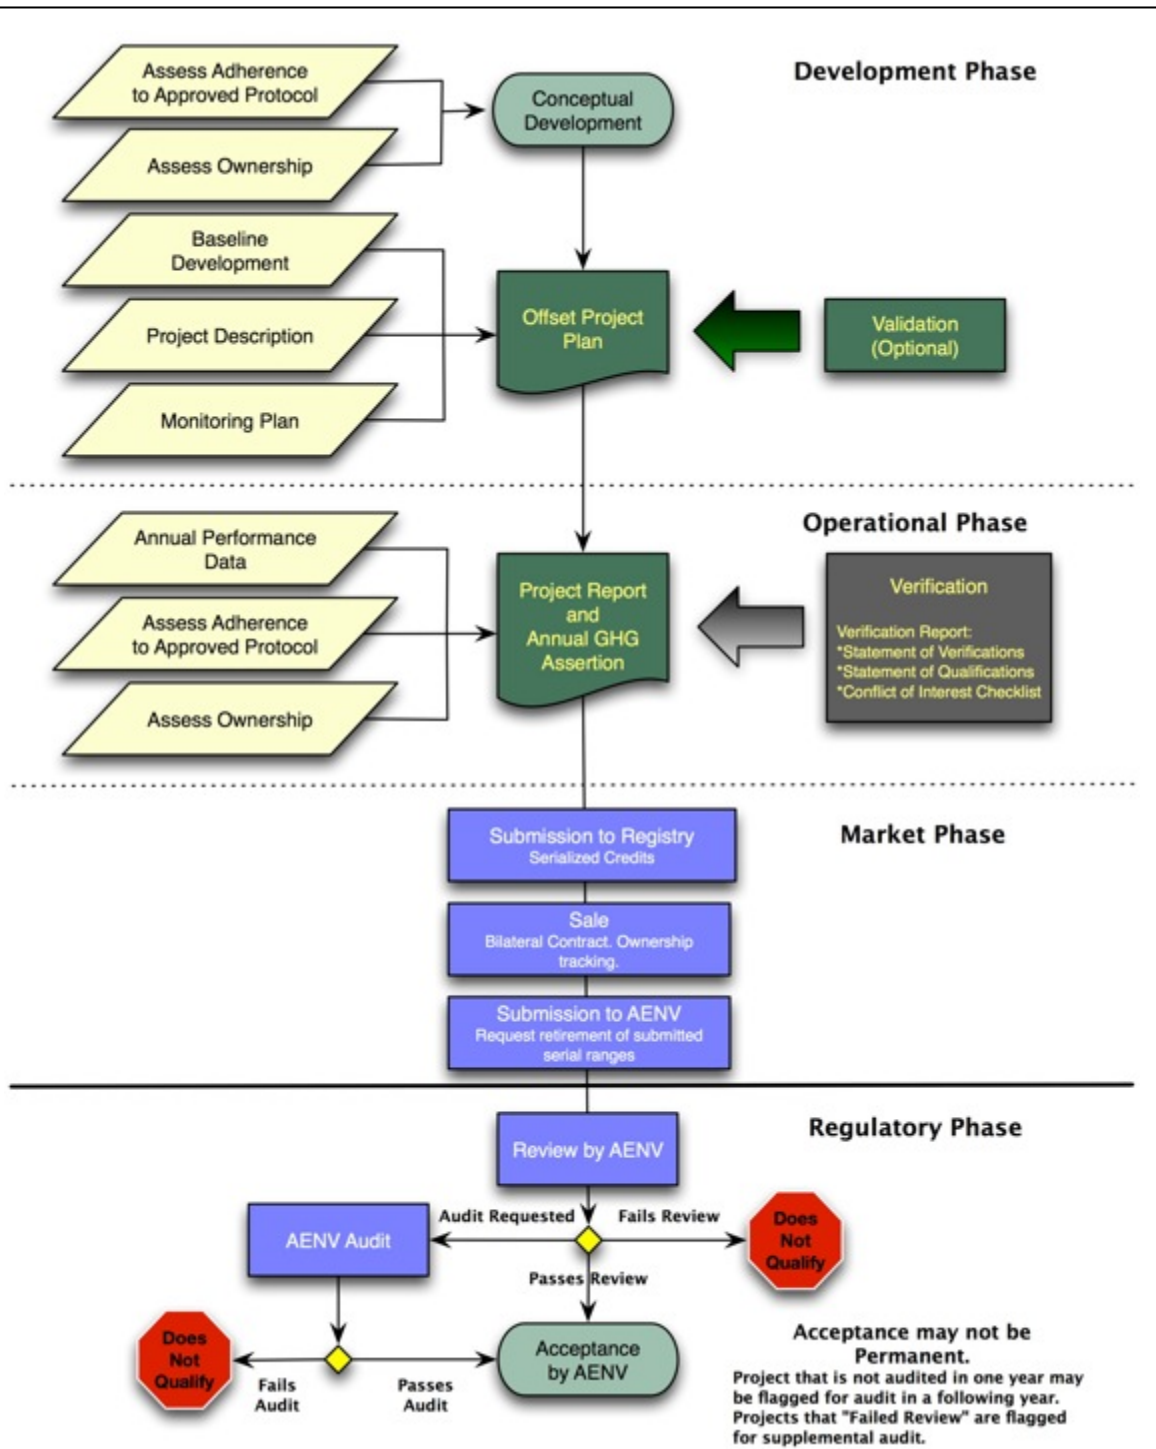 Development Phase
Assess Adherence
to Approved Protocol
Conceptual
Development
Assess Ownership
Baseline
Development
Project Description
Offset Project
Plan
Validation
(Optional)
Monitoring Plan
Operational Phase
Annual Performance
Data
Assess Adherence
to Approved Protocol
Assess Ownership
Project Report
and
Annual GHG
Assertion
Verification
Verification Report:
*Statement of Verifications
*Statement of Qualifications
*Conflict of Interest Checklist
Market Phase
Submission to Registry
Serialized Credits
Sale
Bilateral Contract. Ownership
tracking.
Submission to AENV
Request retirement of submitted
serial ranges
Regulatory Phase
Review by AENV
Audit Requested
Fails Review
Does
Not
Qualify
AENV Audit
Passes Review
Does
Not
Qualify
Fails
Audit
Passes
Audit
Acceptance
by AENV
Acceptance may not be
Permanent.
Project that is not audited in one year may
be flagged for audit in a following year.
Projects that "Failed Review" are flagged
for supplemental audit.